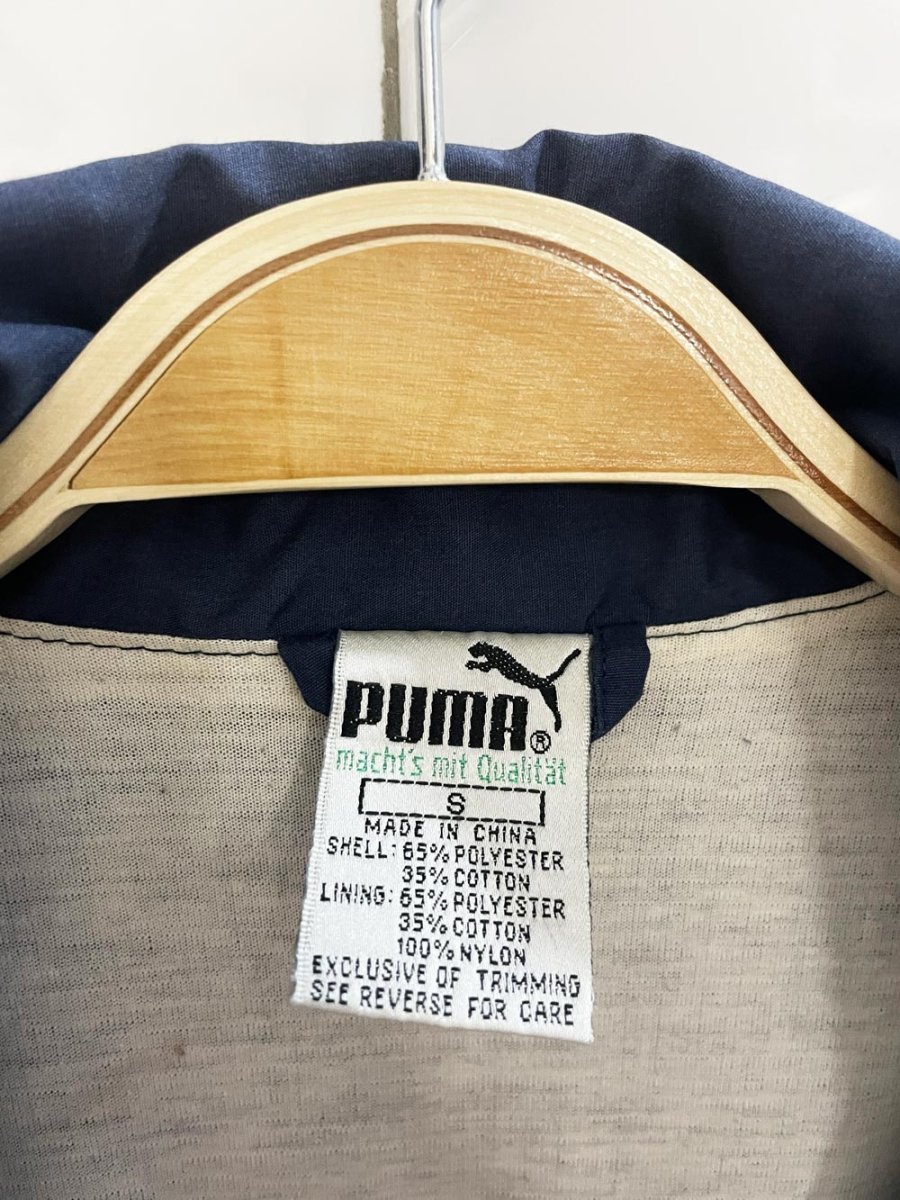 PUMA®
macht's mit Qualität
S
MADE IN CHINA
SHELL: 65% POLYESTER
35% COTTON
LINING: 65% POLYESTER
35% COTTON
100% NYLON
EXCLUSIVE OF TRIMMING
SEE REVERSE FOR CARE